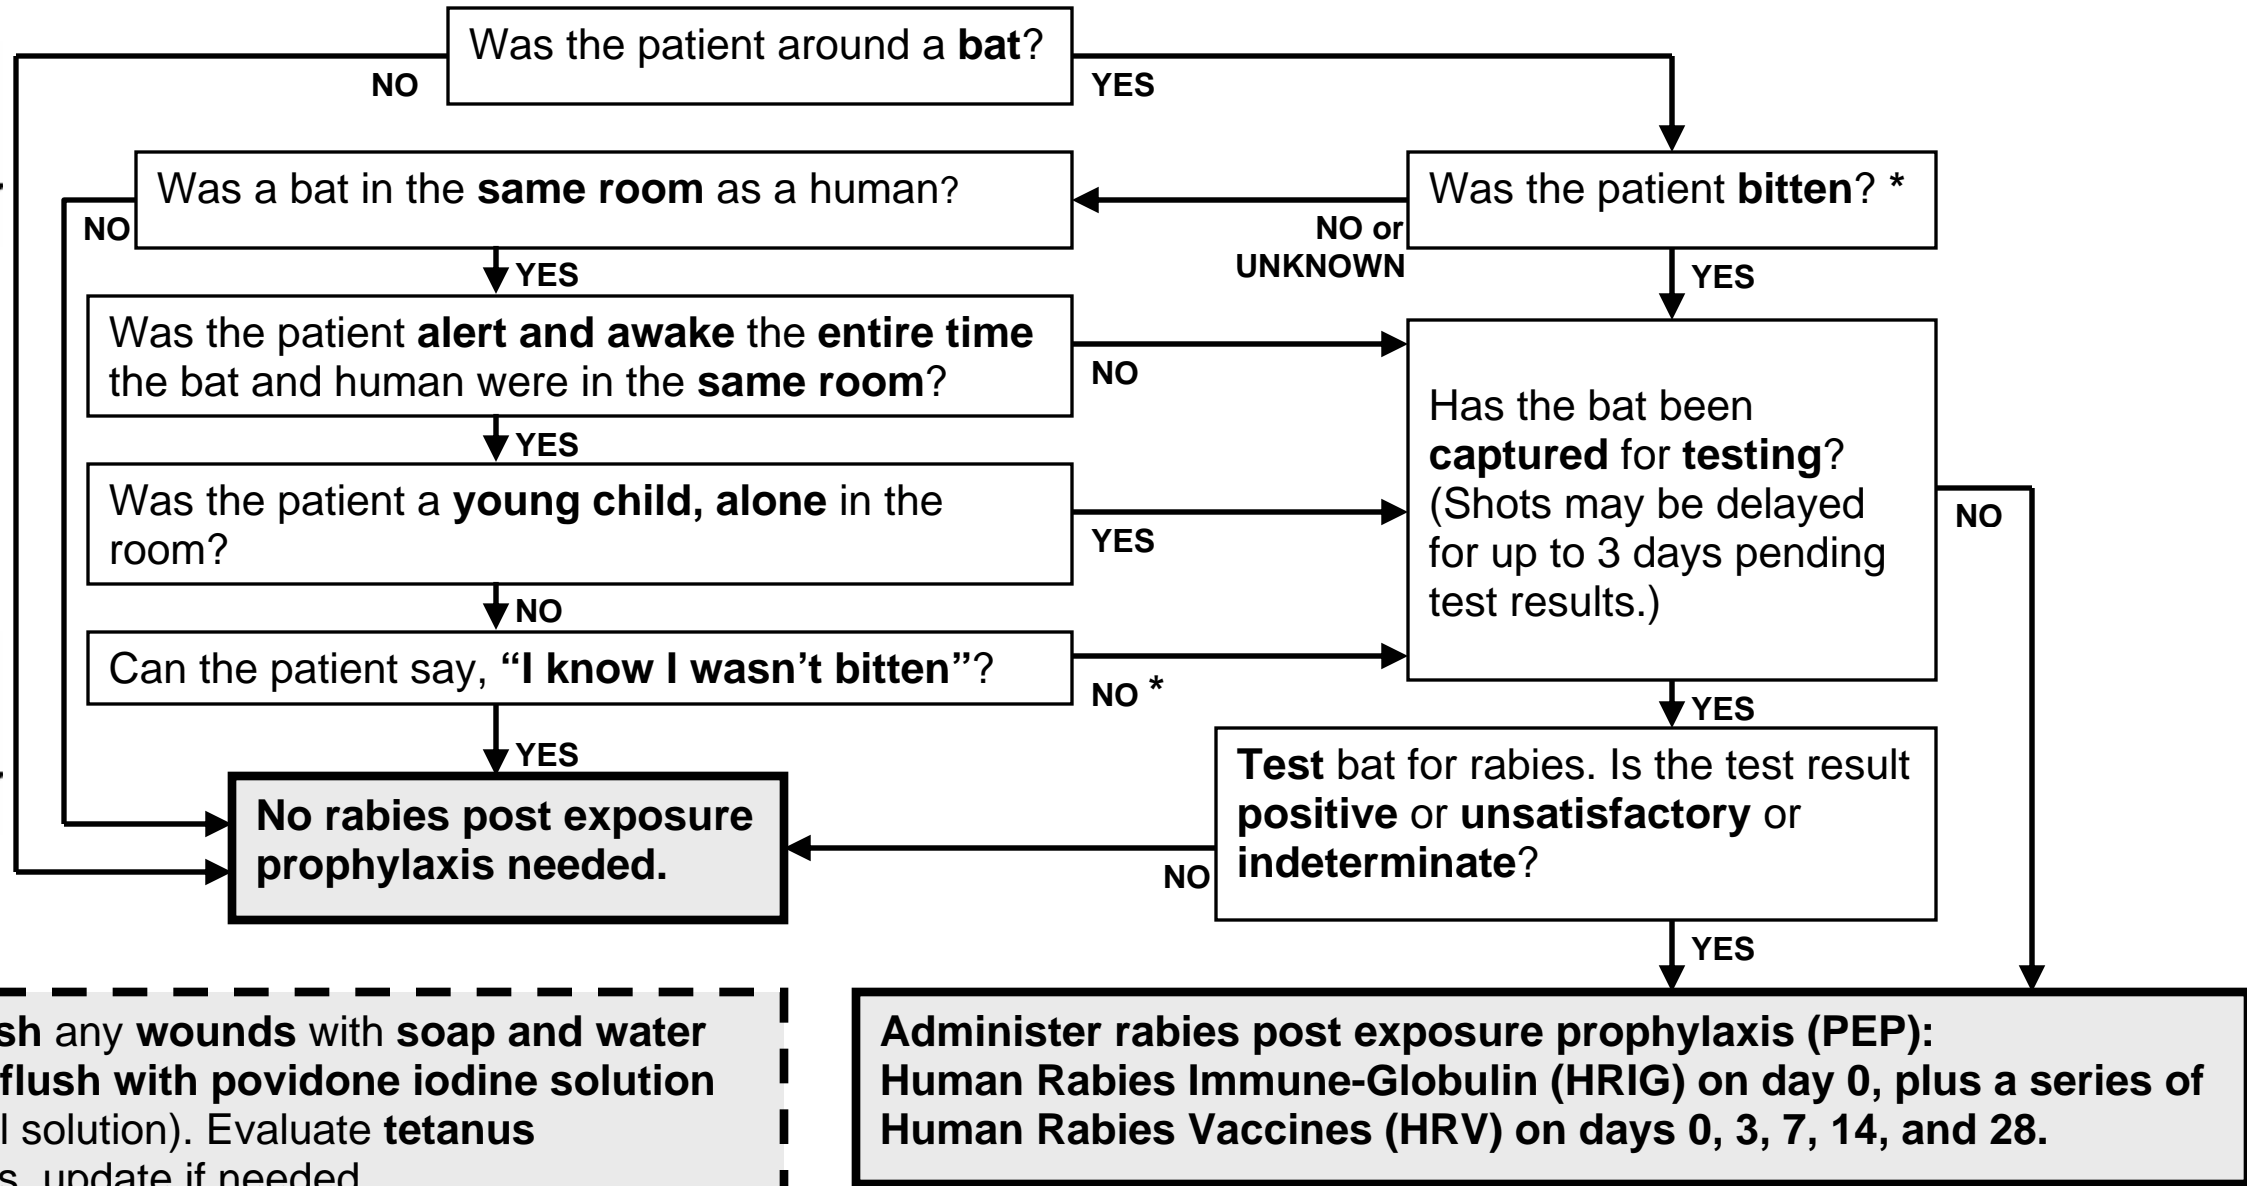 Was the patient around a bat?
NO
YES
Was a bat in the same room as a human?
Was the patient bitten? *
NO
NO or
UNKNOWN
YES
YES
Was the patient alert and awake the entire time
the bat and human were in the same room?
NO
Has the bat been
captured for testing?
(Shots may be delayed
for up to 3 days pending
test results.)
NO
YES
Was the patient a young child, alone in the
room?
YES
NO
Can the patient say, “I know I wasn’t bitten”?
NO *
YES
YES
Test bat for rabies. Is the test result
positive or unsatisfactory or
indeterminate?
No rabies post exposure
prophylaxis needed.
NO
YES
any wounds with soap and water
flush with povidone iodine solution
solution). Evaluate tetanus
update if needed
Administer rabies post exposure prophylaxis (PEP):
Human Rabies Immune-Globulin (HRIG) on day 0, plus a series of
Human Rabies Vaccines (HRV) on days 0, 3, 7, 14, and 28.